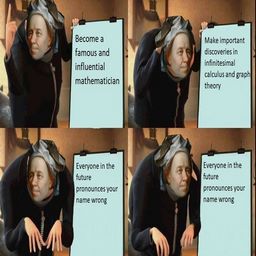 Become a
famous and
influential
mathematician
Make important
discoveries in
infinitesimal
calculus and graph
theory
Everyone in the
future
pronounces your
name wrong
Everyone in the
future
pronounces your
name wrong